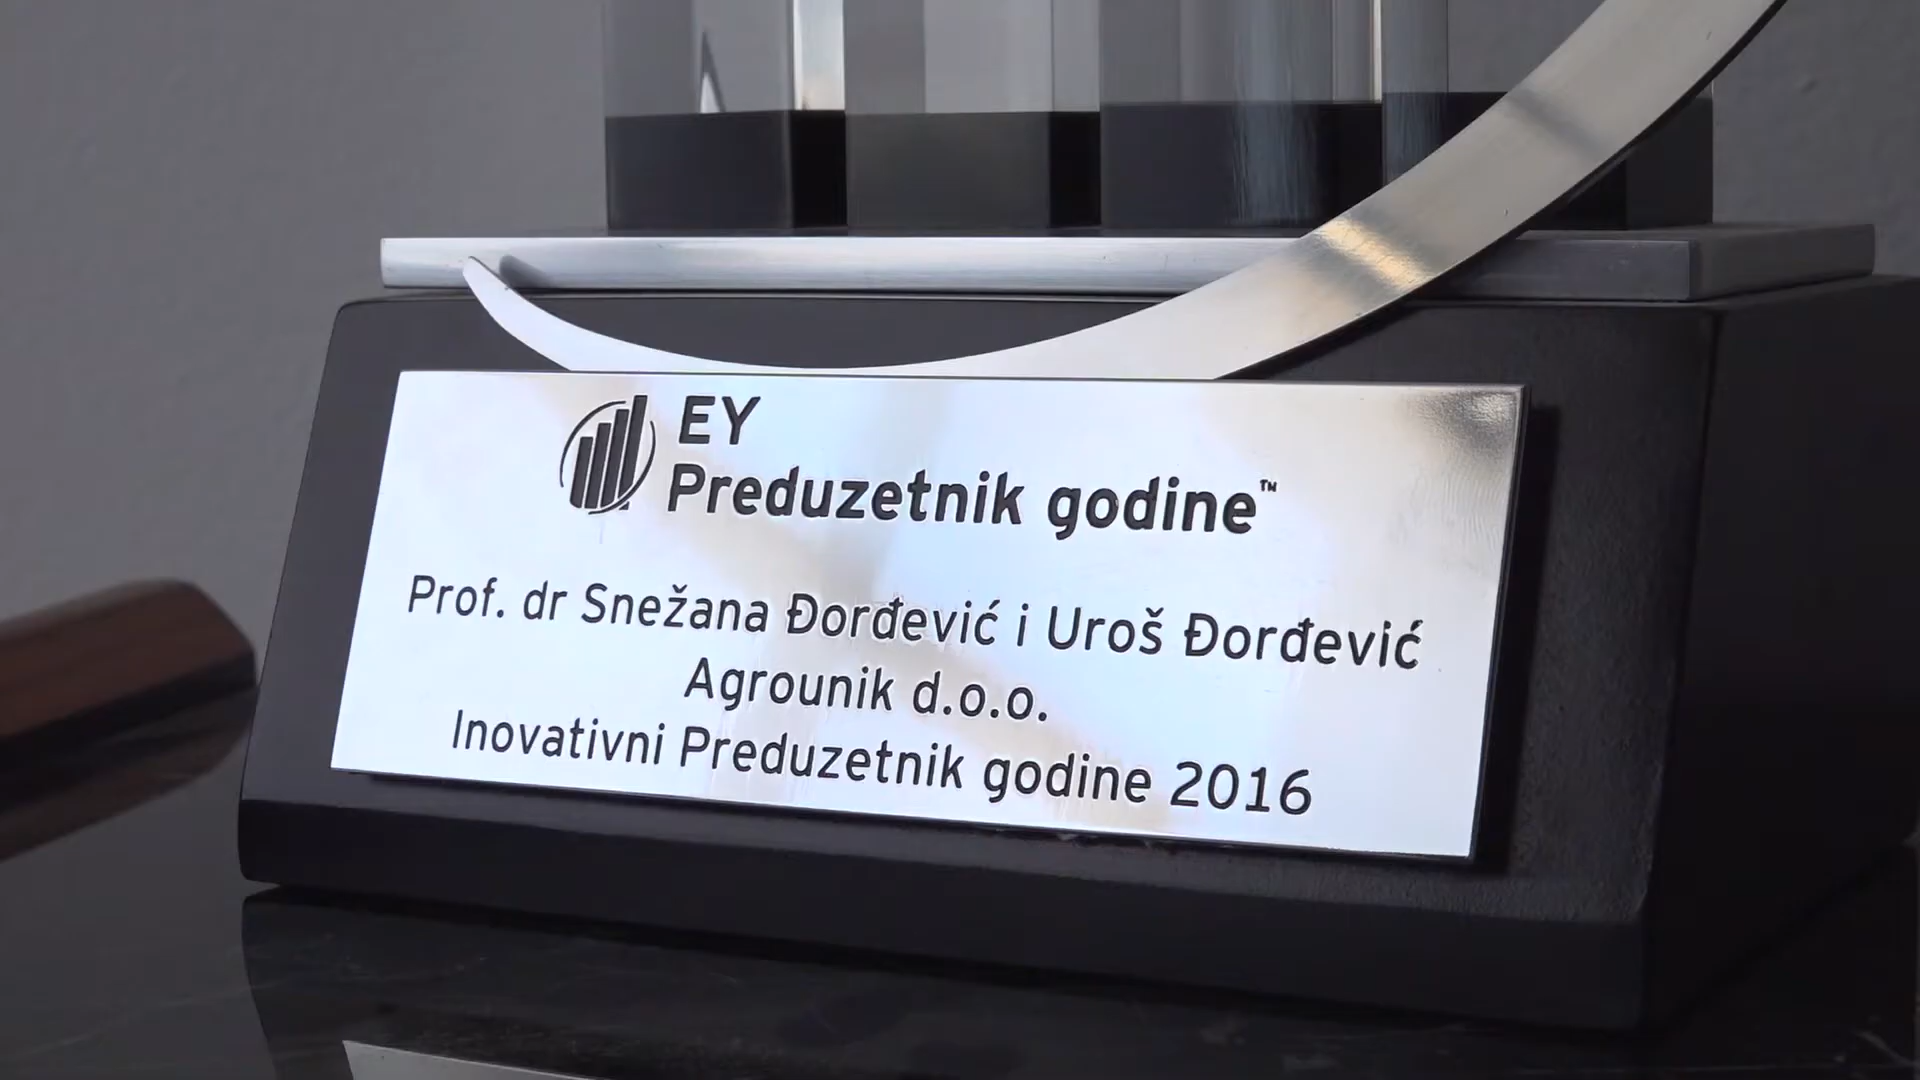 EY
Preduzetnik godine™
Prof. dr Snežana Đorđević i Uroš Đorđević
Agrounik d.o.o.
Inovativni Preduzetnik godine 2016